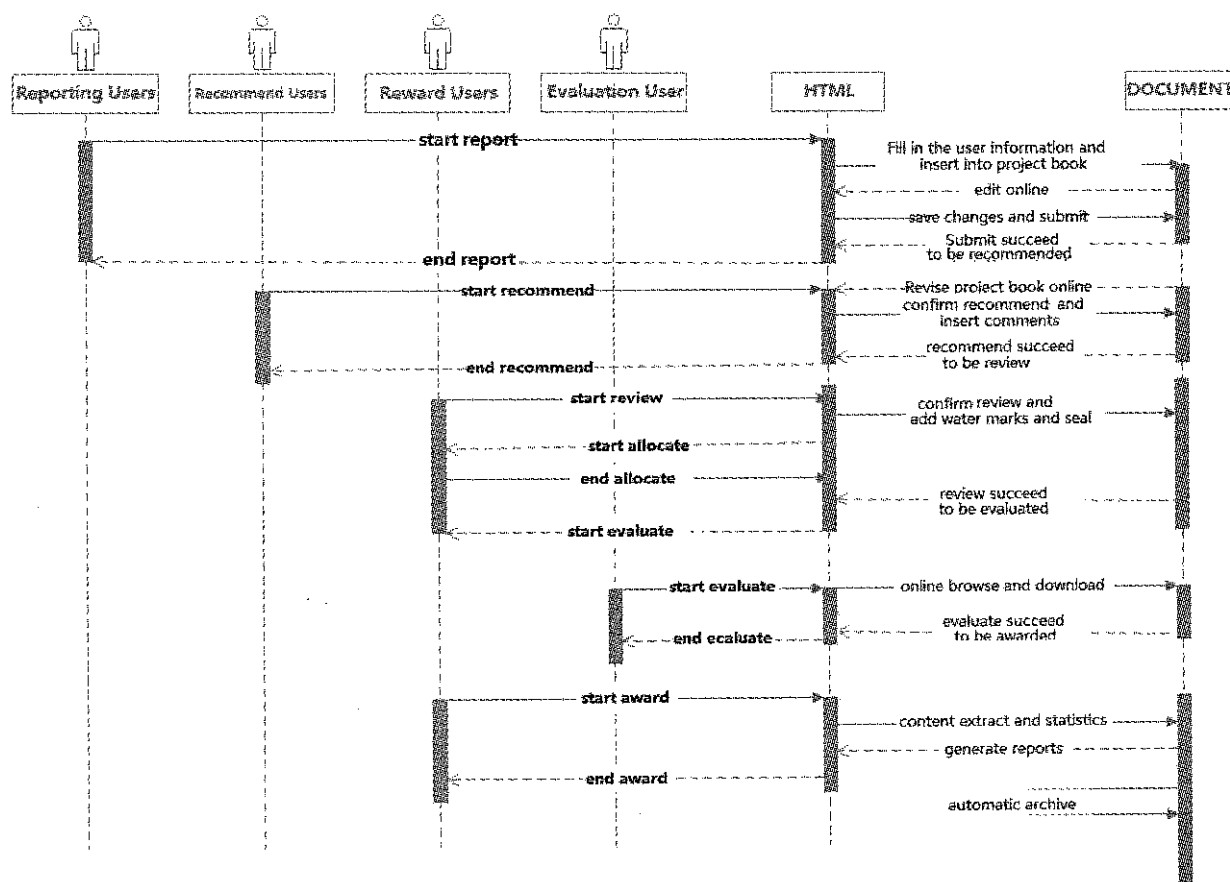 Reporting Users
Recommend Users
Reward Users
Evaluation User
HTML
DOCUMENT
start report
Fill in the user information and
insert into project book
edit online
save changes and submit
Submit succeed
to be recommended
end report
start recommend
Revise project book online
confirm recommend and
insert comments
recommend succeed
to be review
end recommend
start review
confirm review and
add water marks and seal
start allocate
end allocate
review succeed
to be evaluated
start evaluate
start evaluate
online browse and download
evaluate succeed
to be awarded
end ecaluate
start award
content extract and statistics
generate reports
end award
automatic archive